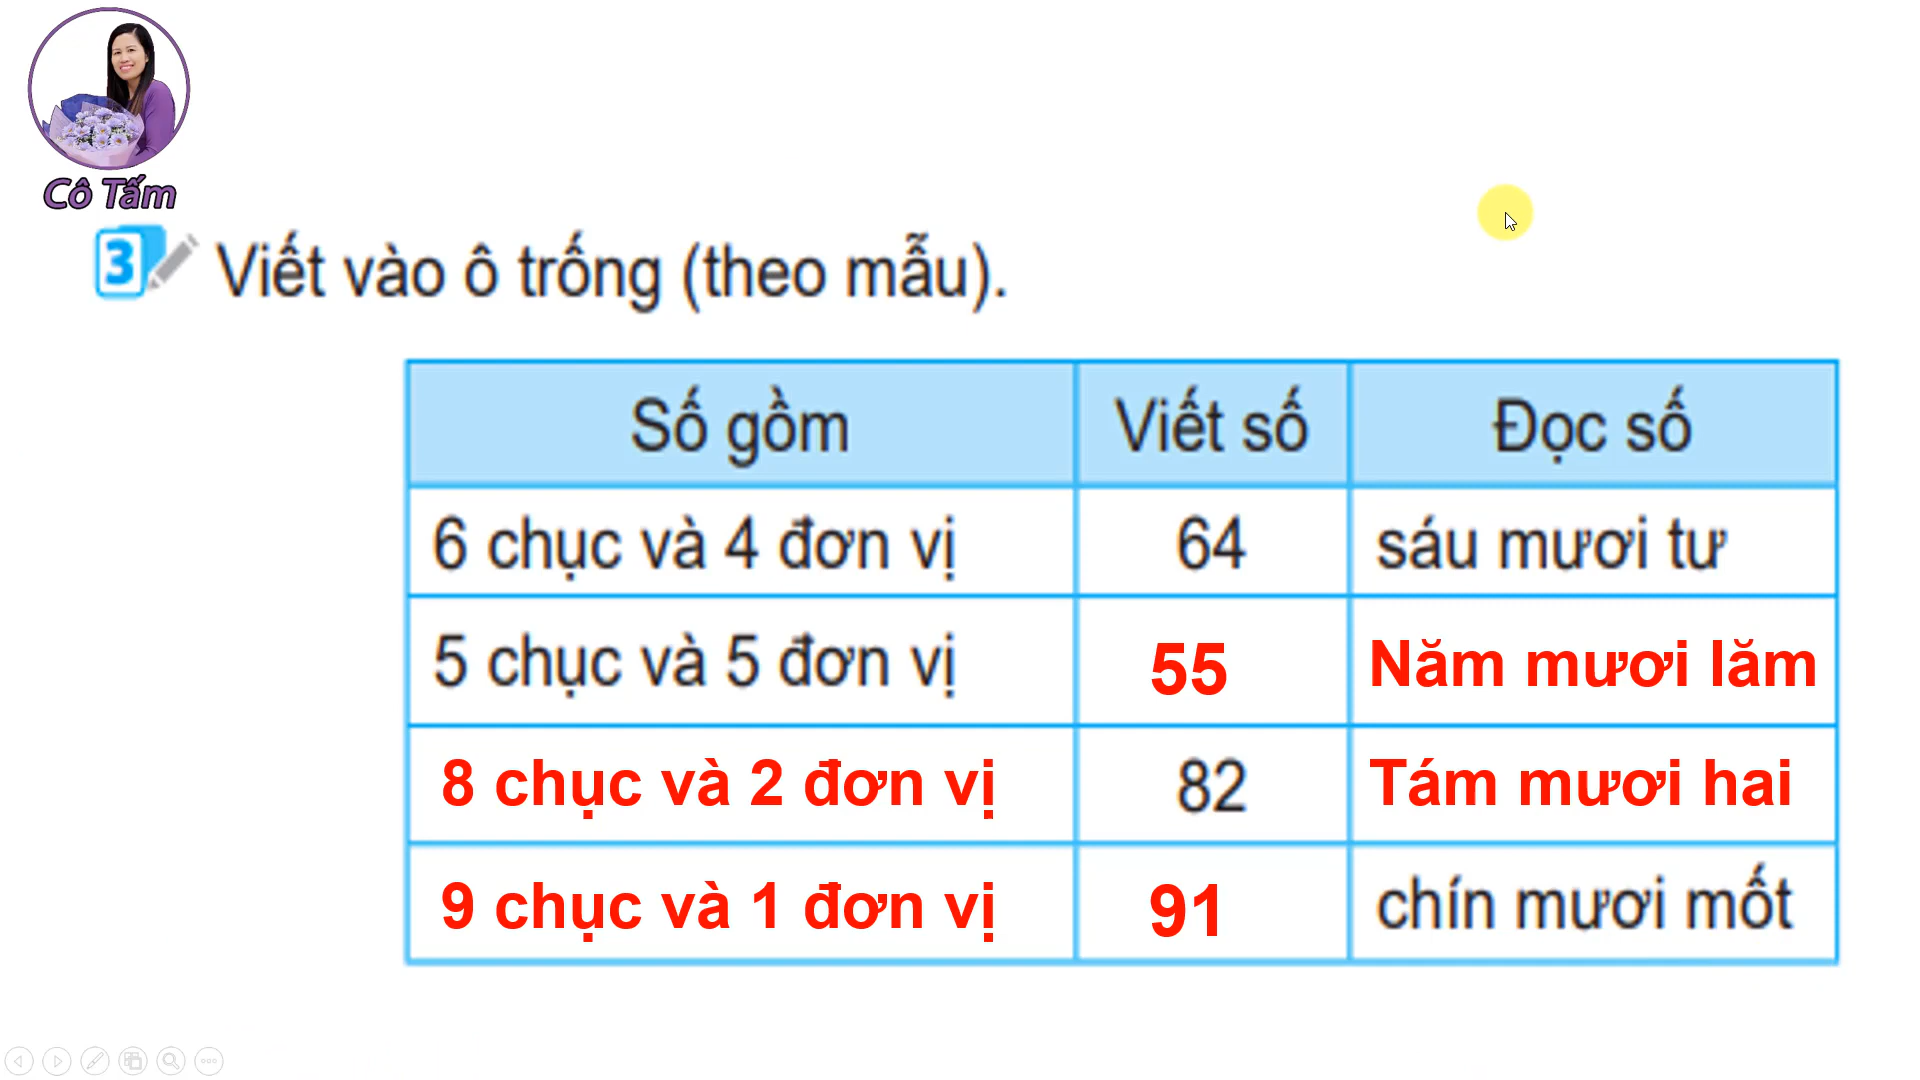 Cô Tấm
3 Viết vào ô trống (theo mẫu).
Số gồm Viết số Đọc số
6 chục và 4 đơn vị 64 sáu mươi tư
5 chục và 5 đơn vị 55 Năm mươi lăm
8 chục và 2 đơn vị 82 Tám mươi hai
9 chục và 1 đơn vị 91 chín mươi mốt